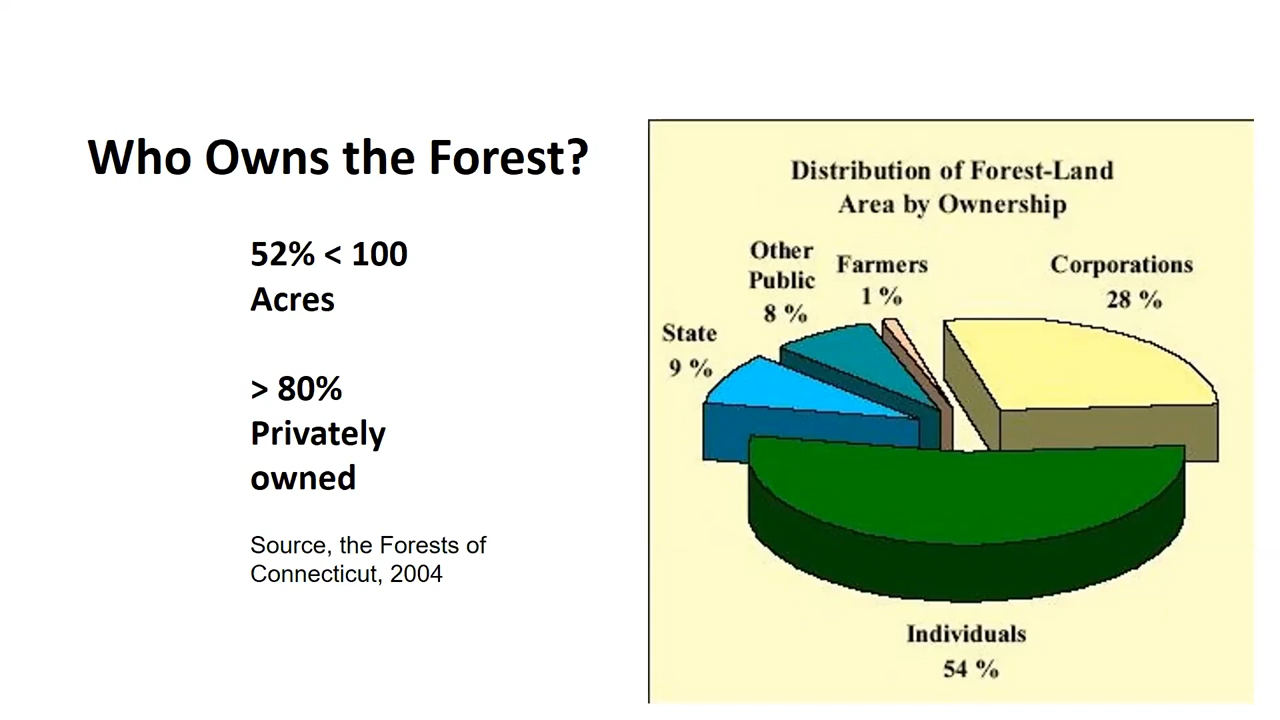 Who Owns the Forest?
52% < 100
Acres
> 80%
Privately
owned
Source, the Forests of
Connecticut, 2004
Distribution of Forest-Land
Area by Ownership
Other
Public
8 %
Farmers
1 %
Corporations
28 %
State
9 %
Individuals
54 %